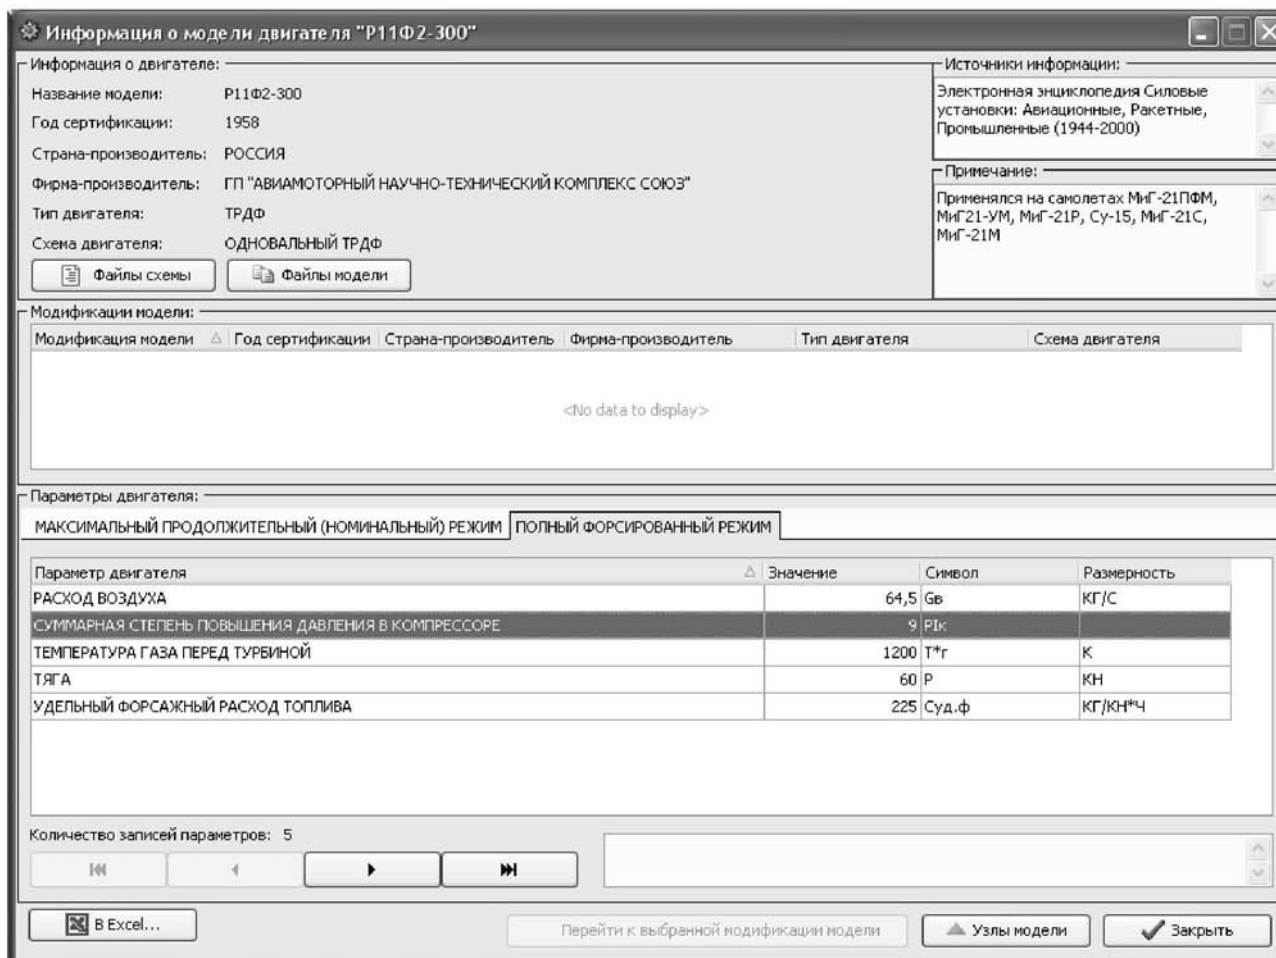 Информация о модели двигателя "Р11Ф2-300"
Информация о двигателе:
Название модели: Р11Ф2-300
Год сертификации: 1958
Страна-производитель: РОССИЯ
Фирма-производитель: ГП "АВИАМОТОРНЫЙ НАУЧНО-ТЕХНИЧЕСКИЙ КОМПЛЕКС СОЮЗ"
Тип двигателя: ТРДФ
Схема двигателя: ОДНОВАЛЬНЫЙ ТРДФ
Файлы схемы Файлы модели
Источники информации:
Электронная энциклопедия Силовые
установки: Авиационные, Ракетные,
Промышленные (1944-2000)
Примечание:
Применялся на самолетах МиГ-21ПФМ,
МиГ21-УМ, МиГ-21Р, Су-15, МиГ-21С,
МиГ-21М
Модификации модели:
Модификация модели Год сертификации Страна-производитель Фирма-производитель Тип двигателя Схема двигателя
<No data to display>
Параметры двигателя:
МАКСИМАЛЬНЫЙ ПРОДОЛЖИТЕЛЬНЫЙ (НОМИНАЛЬНЫЙ) РЕЖИМ ПОЛНЫЙ ФОРСИРОВАННЫЙ РЕЖИМ
Параметр двигателя Значение Символ Размерность
РАСХОД ВОЗДУХА 64,5 Gв КГ/С
СУММАРНАЯ СТЕПЕНЬ ПОВЫШЕНИЯ ДАВЛЕНИЯ В КОМПРЕССОРЕ 9 PIк
ТЕМПЕРАТУРА ГАЗА ПЕРЕД ТУРБИНОЙ 1200 Т*г К
ТЯГА 60 Р КН
УДЕЛЬНЫЙ ФОРСАЖНЫЙ РАСХОД ТОПЛИВА 225 Суд.ф КГ/КН*Ч
Количество записей параметров: 5
В Excel... Перейти к выбранной модификации модели Узлы модели Закрыть